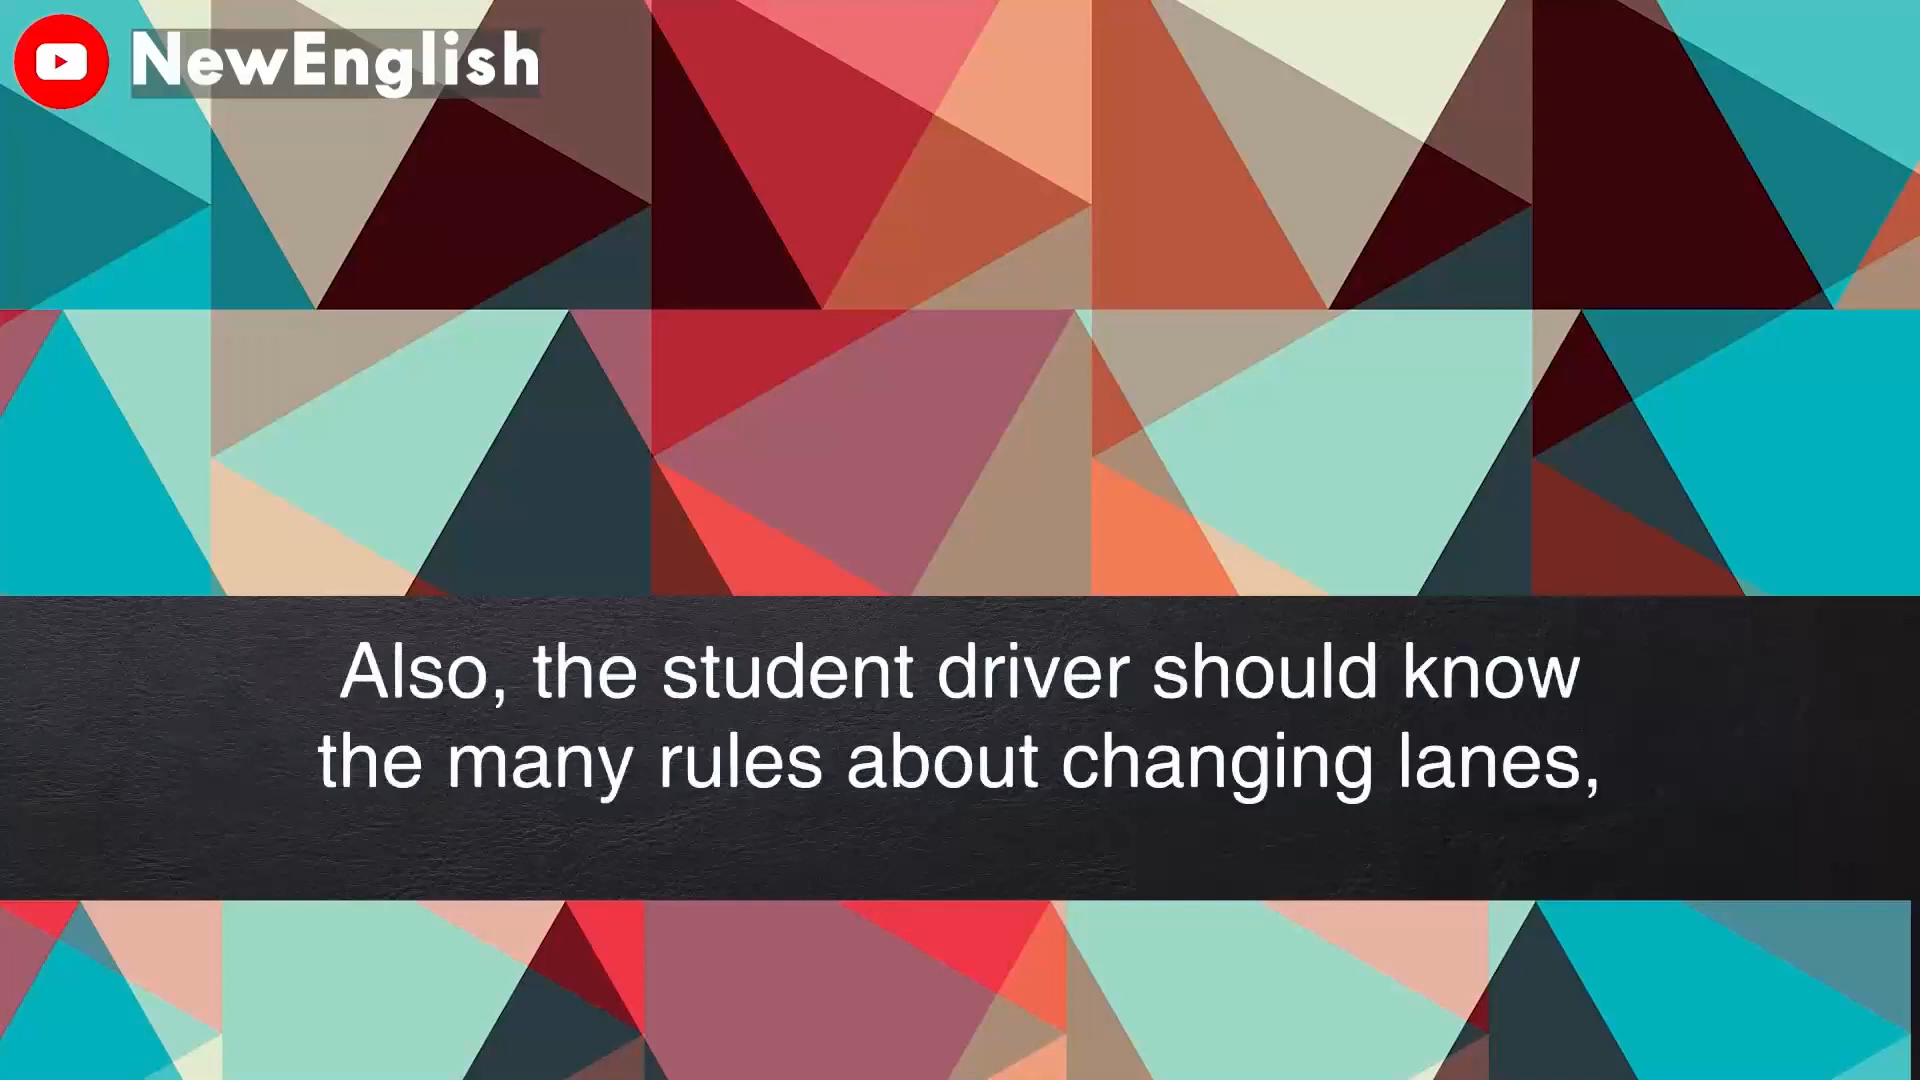 NewEnglish
Also, the student driver should know
the many rules about changing lanes,